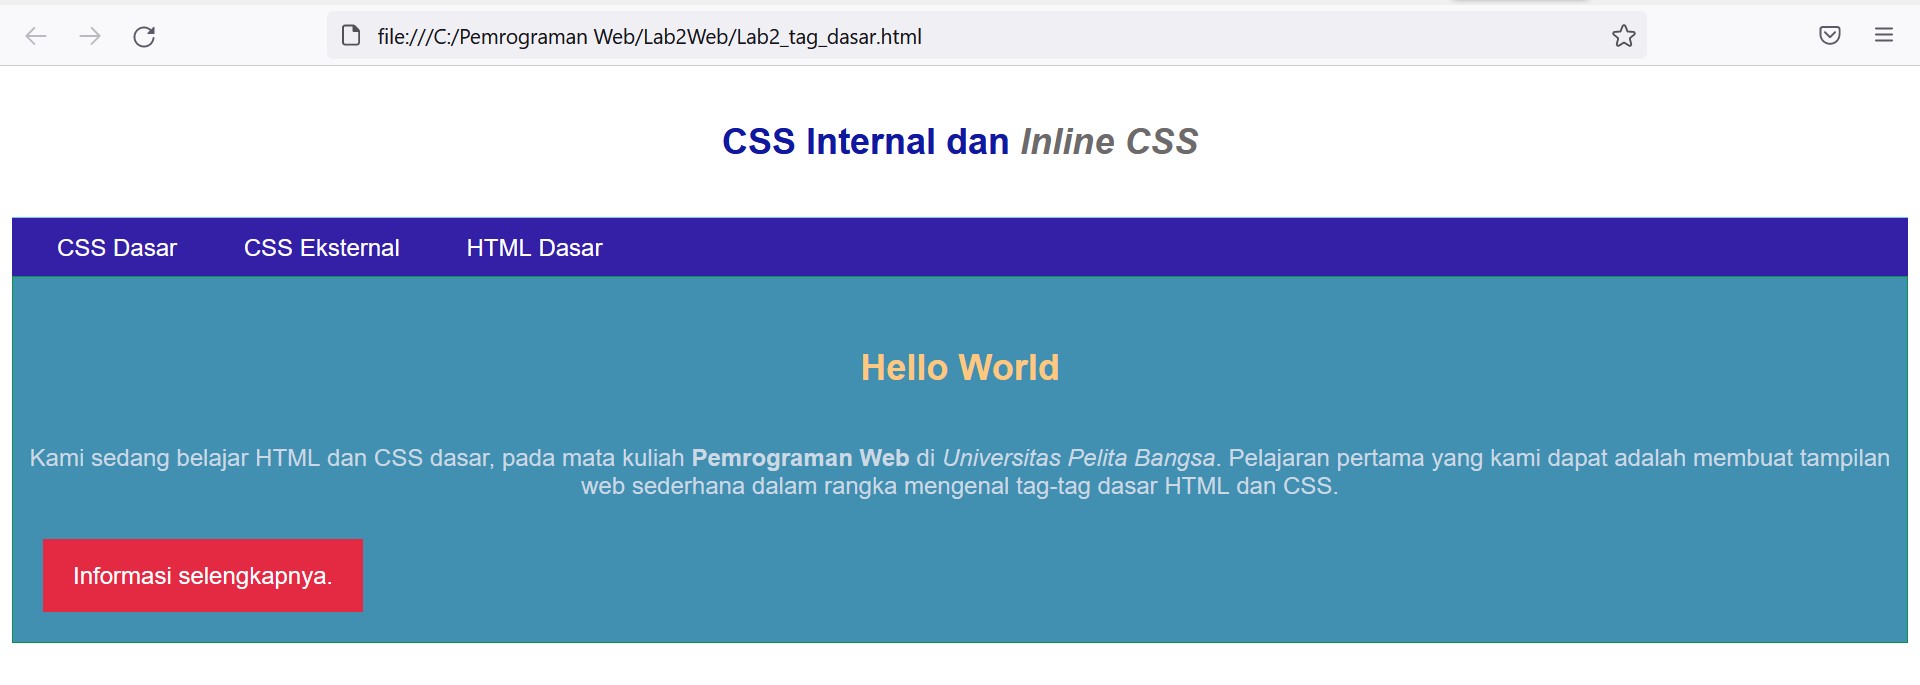 file:///C:/Pemrograman Web/Lab2Web/Lab2_tag_dasar.html
CSS Internal dan Inline CSS
CSS Dasar CSS Eksternal HTML Dasar
Hello World
Kami sedang belajar HTML dan CSS dasar, pada mata kuliah Pemrograman Web di Universitas Pelita Bangsa. Pelajaran pertama yang kami dapat adalah membuat tampilan
web sederhana dalam rangka mengenal tag-tag dasar HTML dan CSS.
Informasi selengkapnya.